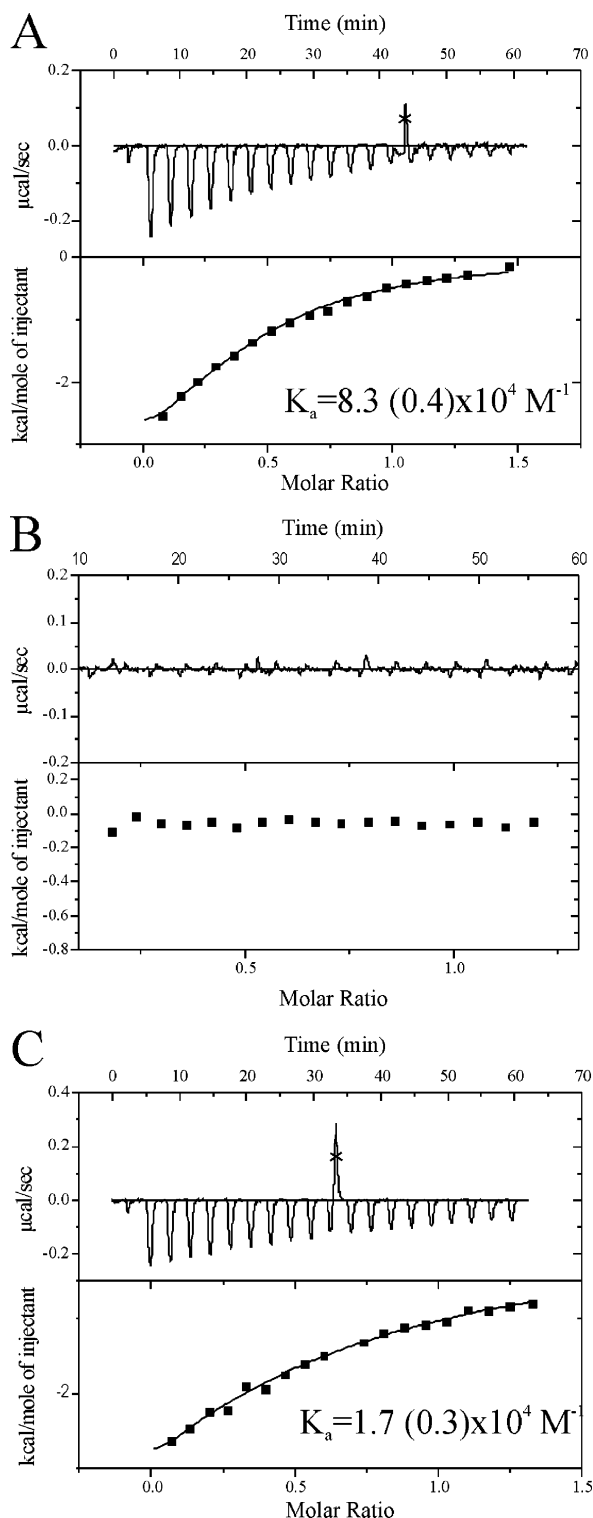 A
Time (min)
0 10 20 30 40 50 60 70
0.2
0.0
-0.2
µcal/sec
0
-2
kcal/mole of injectant
Kₐ=8.3 (0.4)x10⁴ M⁻¹
0.0 0.5 1.0 1.5
Molar Ratio
B
Time (min)
10 20 30 40 50 60
0.2
0.1
0.0
-0.1
-0.2
µcal/sec
0.2
0.0
-0.2
-0.4
-0.6
-0.8
kcal/mole of injectant
0.5 1.0
Molar Ratio
C
Time (min)
0 10 20 30 40 50 60 70
0.4
0.2
0.0
-0.2
µcal/sec
-2
kcal/mole of injectant
Kₐ=1.7 (0.3)x10⁴ M⁻¹
0.0 0.5 1.0 1.5
Molar Ratio